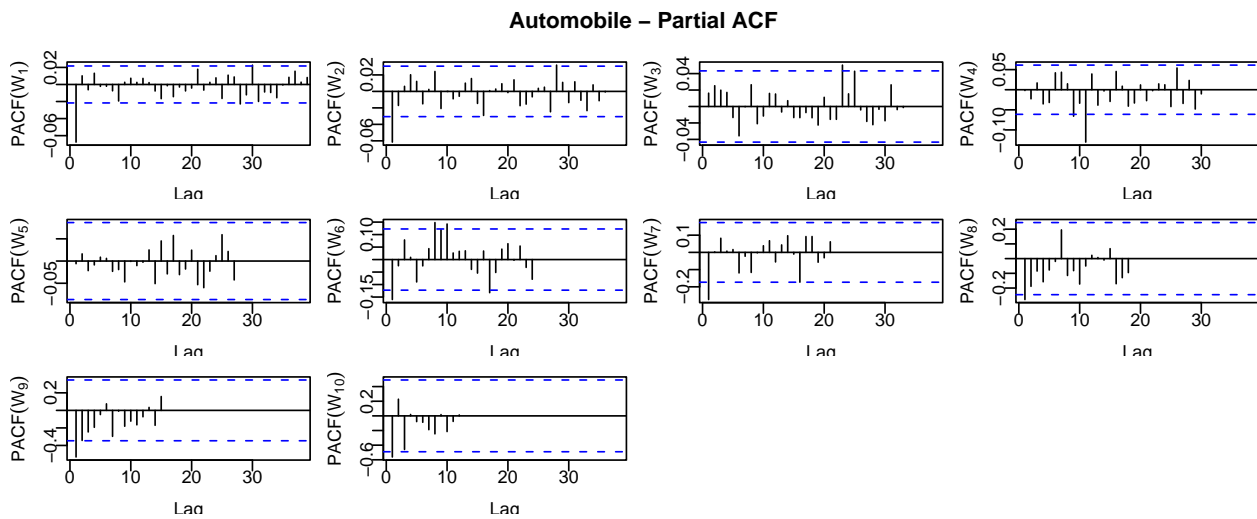 Automobile – Partial ACF
PACF(W1)
0.02
−0.06
0 10 20 30
Lag
PACF(W2)
0.02
−0.06
0 10 20 30
Lag
PACF(W3)
0.04
−0.04
0 10 20 30
Lag
PACF(W4)
0.05
−0.10
0 10 20 30
Lag
PACF(W5)
−0.05
0 10 20 30
Lag
PACF(W6)
0.10
−0.15
0 10 20 30
Lag
PACF(W7)
0.1
−0.2
0 10 20 30
Lag
PACF(W8)
0.2
−0.2
0 10 20 30
Lag
PACF(W9)
0.2
−0.4
0 10 20 30
Lag
PACF(W10)
0.2
−0.6
0 10 20 30
Lag